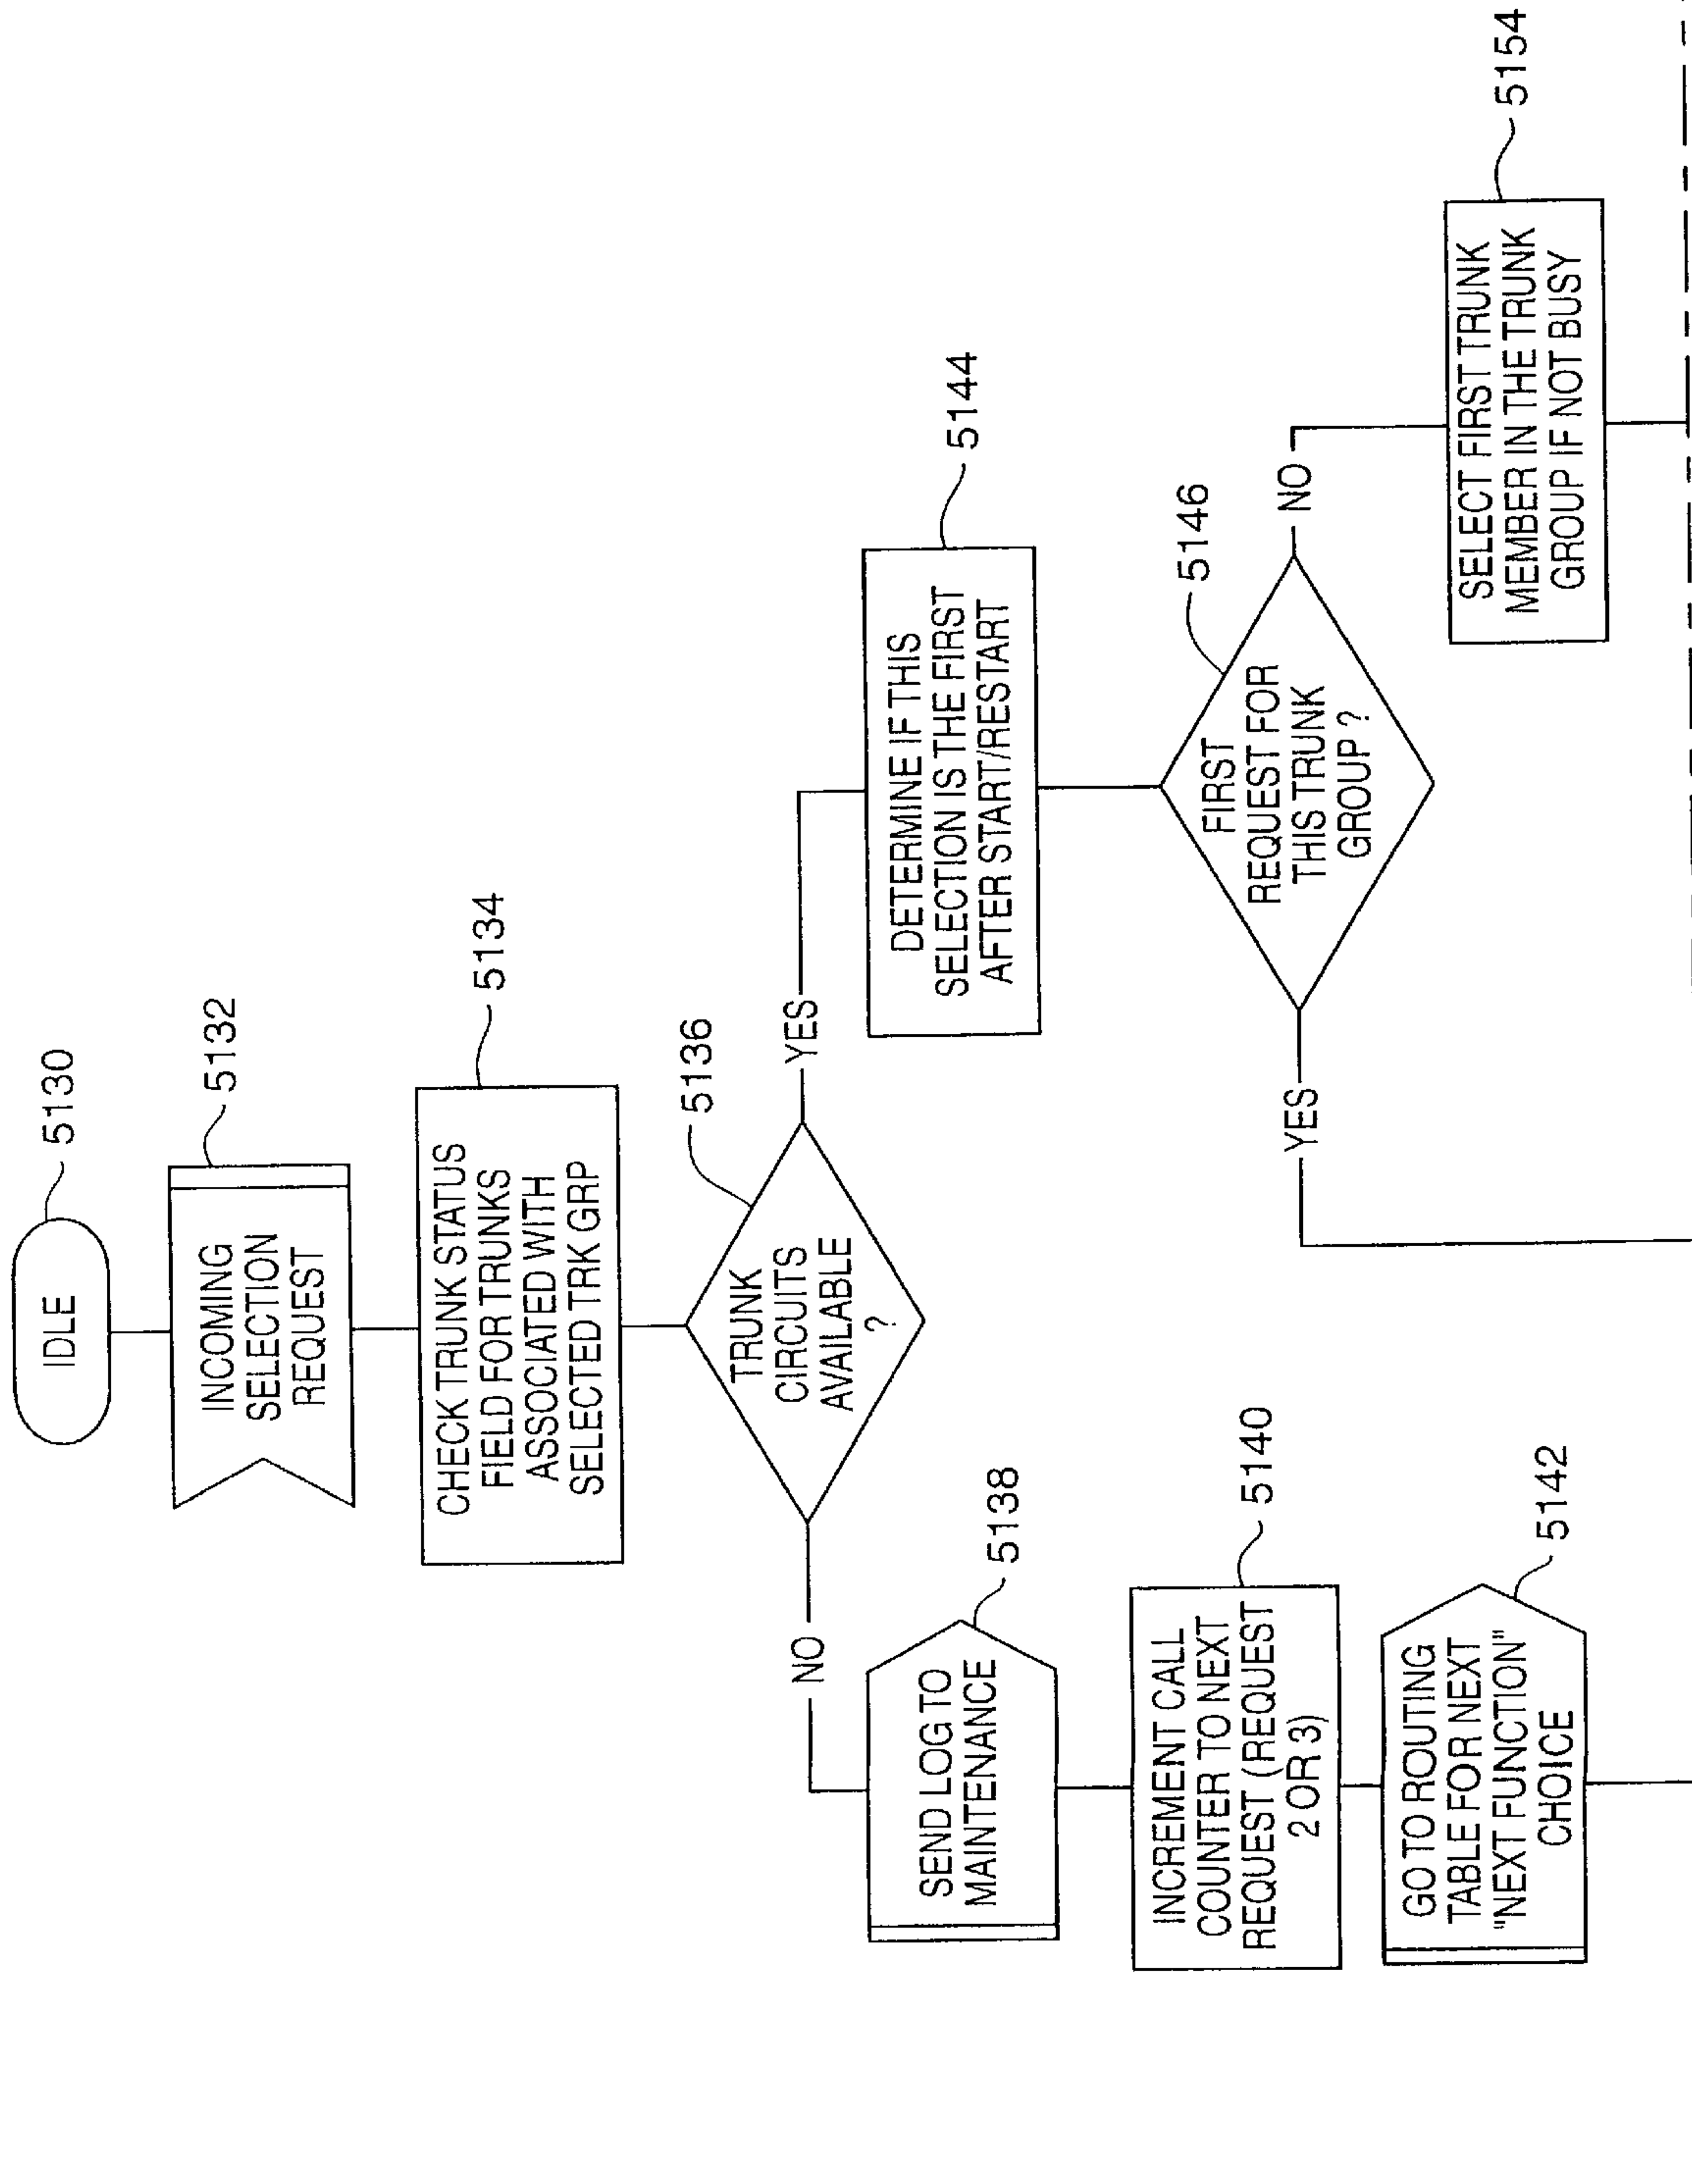 IDLE
5130
INCOMING
SELECTION
REQUEST
5132
CHECK TRUNK STATUS
FIELD FOR TRUNKS
ASSOCIATED WITH
SELECTED TRK GRP
5134
TRUNK
CIRCUITS
AVAILABLE
?
5136
NO
YES
SEND LOG TO
MAINTENANCE
5138
INCREMENT CALL
COUNTER TO NEXT
REQUEST (REQUEST
2 OR 3)
5140
GO TO ROUTING
TABLE FOR NEXT
"NEXT FUNCTION"
CHOICE
5142
DETERMINE IF THIS
SELECTION IS THE FIRST
AFTER START/RESTART
5144
FIRST
REQUEST FOR
THIS TRUNK
GROUP ?
5146
YES
NO
SELECT FIRST TRUNK
MEMBER IN THE TRUNK
GROUP IF NOT BUSY
5154